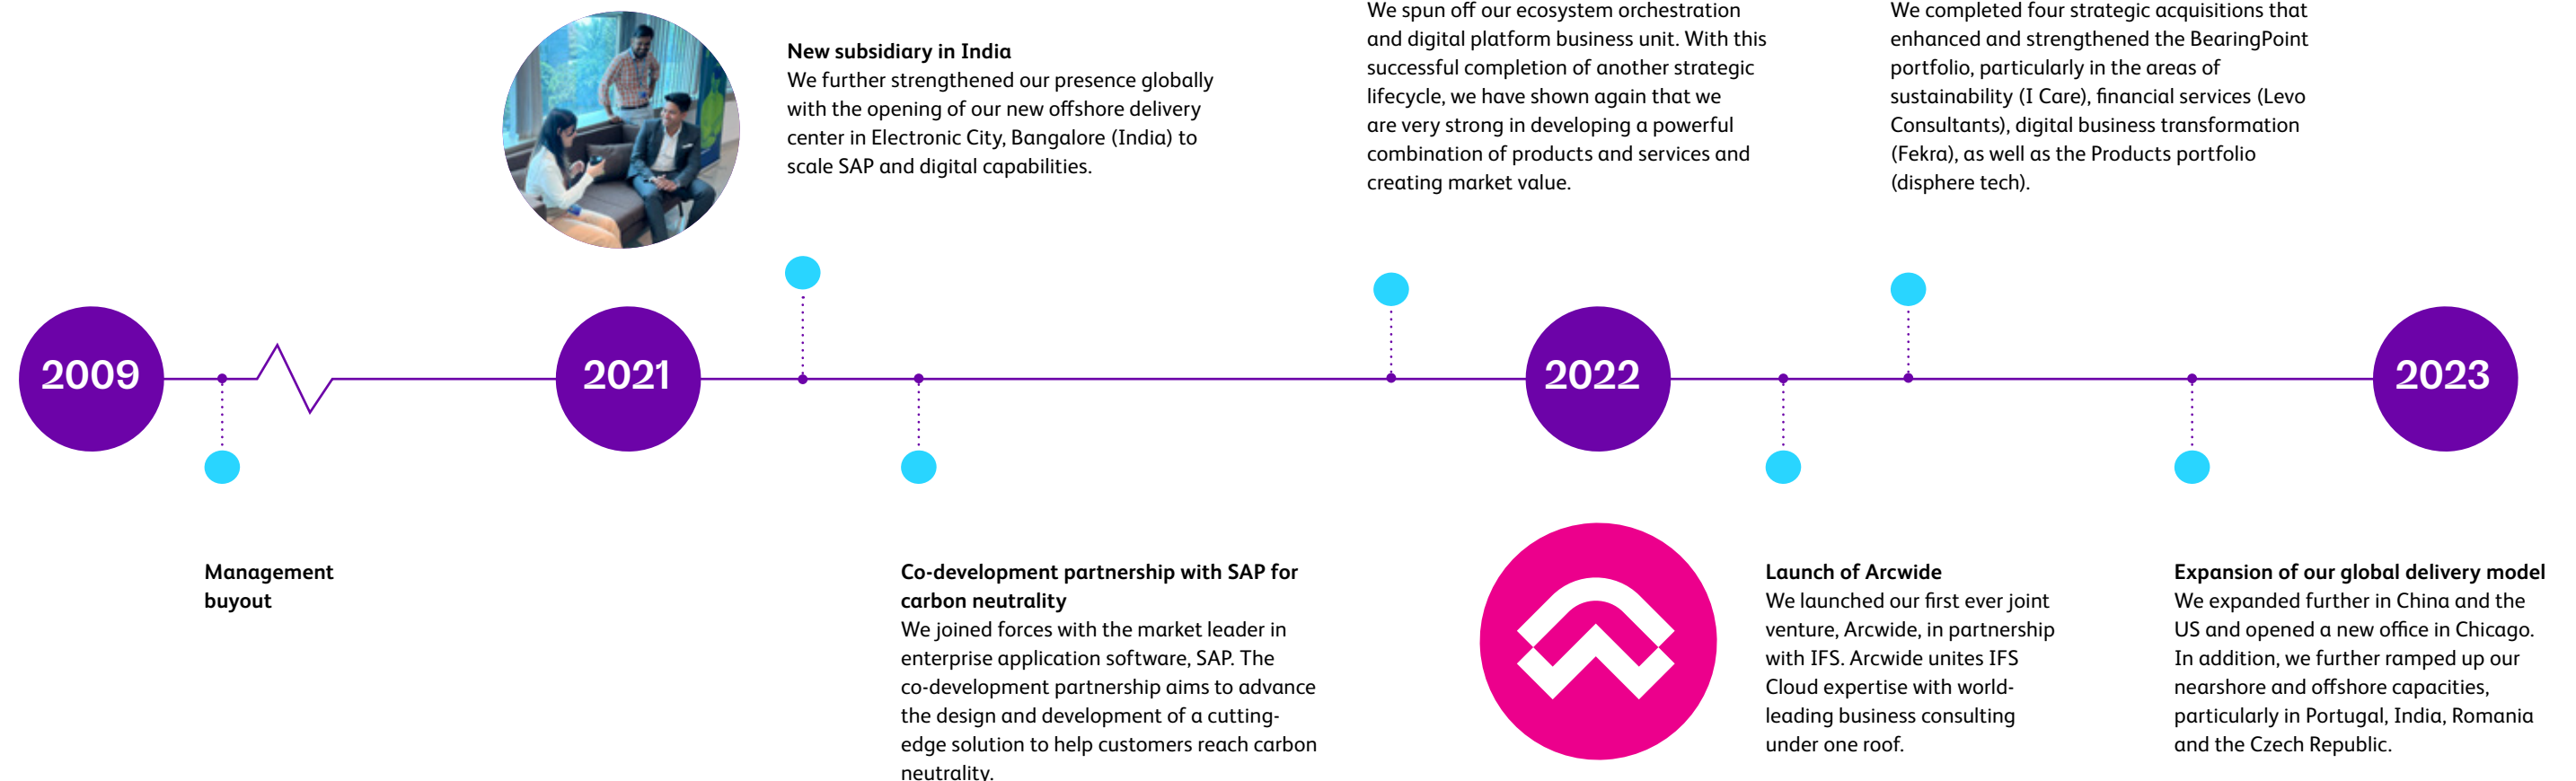 New subsidiary in India
We further strengthened our presence globally
with the opening of our new offshore delivery
center in Electronic City, Bangalore (India) to
scale SAP and digital capabilities.
We spun off our ecosystem orchestration
and digital platform business unit. With this
successful completion of another strategic
lifecycle, we have shown again that we
are very strong in developing a powerful
combination of products and services and
creating market value.
We completed four strategic acquisitions that
enhanced and strengthened the BearingPoint
portfolio, particularly in the areas of
sustainability (I Care), financial services (Levo
Consultants), digital business transformation
(Fekra), as well as the Products portfolio
(disphere tech).
2009
2021
2022
2023
Management
buyout
Co-development partnership with SAP for
carbon neutrality
We joined forces with the market leader in
enterprise application software, SAP. The
co-development partnership aims to advance
the design and development of a cutting-
edge solution to help customers reach carbon
neutrality.
Launch of Arcwide
We launched our first ever joint
venture, Arcwide, in partnership
with IFS. Arcwide unites IFS
Cloud expertise with world-
leading business consulting
under one roof.
Expansion of our global delivery model
We expanded further in China and the
US and opened a new office in Chicago.
In addition, we further ramped up our
nearshore and offshore capacities,
particularly in Portugal, India, Romania
and the Czech Republic.